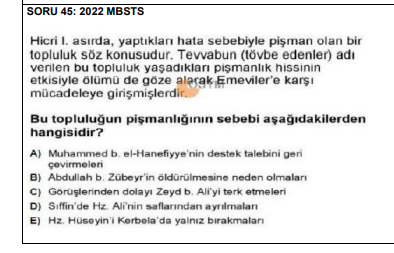 SORU 45: 2022 MBSTS
Hicri I. asırda, yaptıkları hata sebebiyle pişman olan bir
topluluk söz konusudur. Tevvabun (tövbe edenler) adı
verilen bu topluluk yaşadıkları pişmanlık hissinin
etkisiyle ölümü de göze alarak Emeviler'e karşı
mücadeleye girişmişlerdir.
Bu topluluğun pişmanlığının sebebi aşağıdakilerden
hangisidir?
A) Muhammed b. el-Hanefiyye'nin destek talebini geri
çevirmeleri
B) Abdullah b. Zübeyr'in öldürülmesine neden olmaları
C) Görüşlerinden dolayı Zeyd b. Ali'yi terk etmeleri
D) Sıffin'de Hz. Ali'nin saflarından ayrılmaları
E) Hz. Hüseyin'i Kerbela'da yalnız bırakmaları